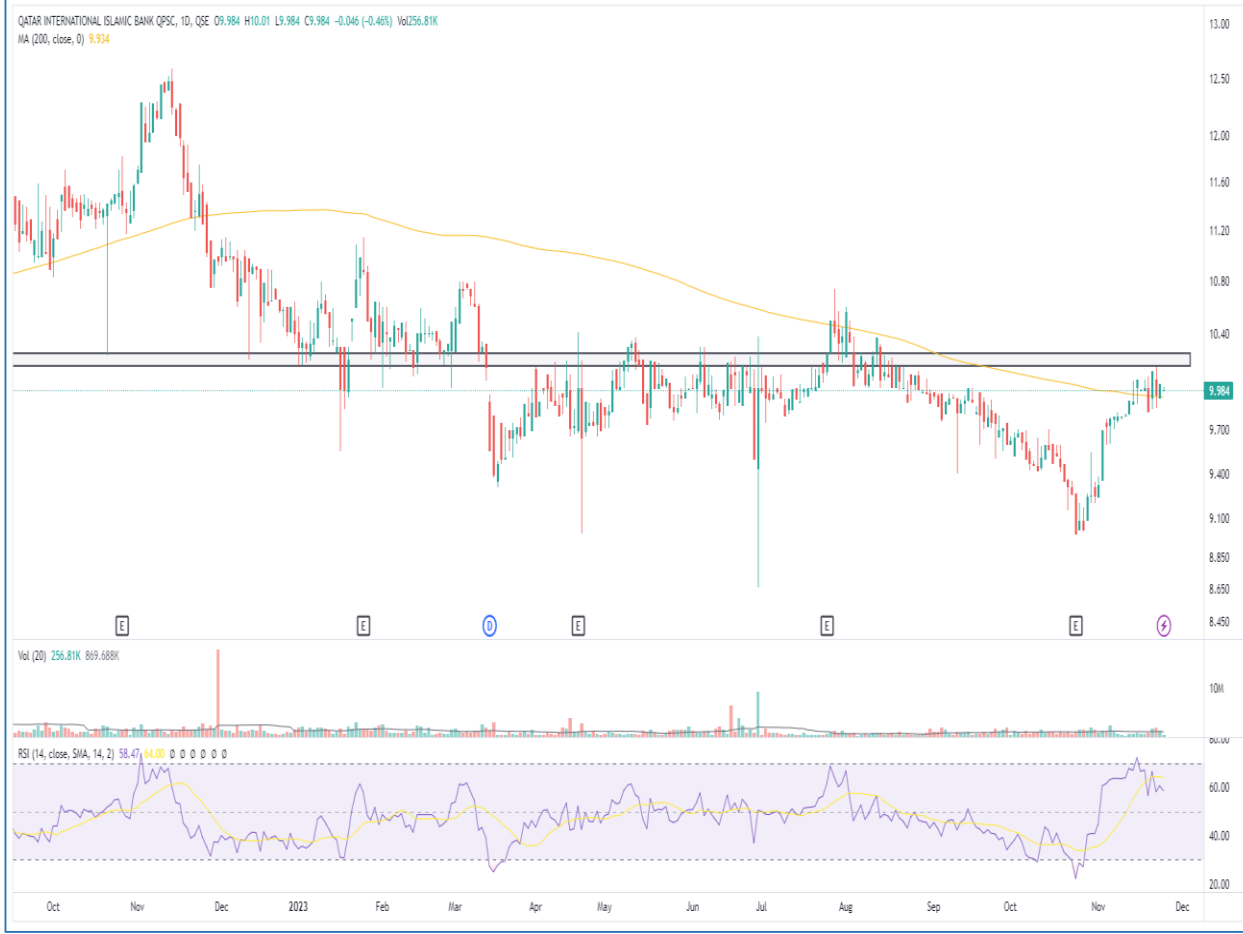 QATAR INTERNATIONAL ISLAMIC BANK QPSC, 1D, QSE O9.984 H10.01 L9.984 C9.984 −0.046 (−0.46%) Vol256.81K
MA (200, close, 0) 9.934
13.00
12.50
12.00
11.60
11.20
10.80
10.40
9.984
9.700
9.400
9.100
8.850
8.650
8.450
E E D E E E
Vol (20) 256.81K 869.688K
10M
RSI (14, close, SMA, 14, 2) 58.47 64.00 Ø Ø Ø Ø Ø Ø
80.00
60.00
40.00
20.00
Oct Nov Dec 2023 Feb Mar Apr May Jun Jul Aug Sep Oct Nov Dec